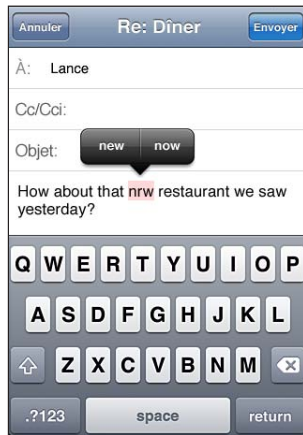 Annuler Re: Dîner Envoyer
À: Lance
Cc/Cci:
Objet:
new now
How about that nrw restaurant we saw
yesterday?
Q W E R T Y U I O P
A S D F G H J K L
Z X C V B N M
.?123 space return